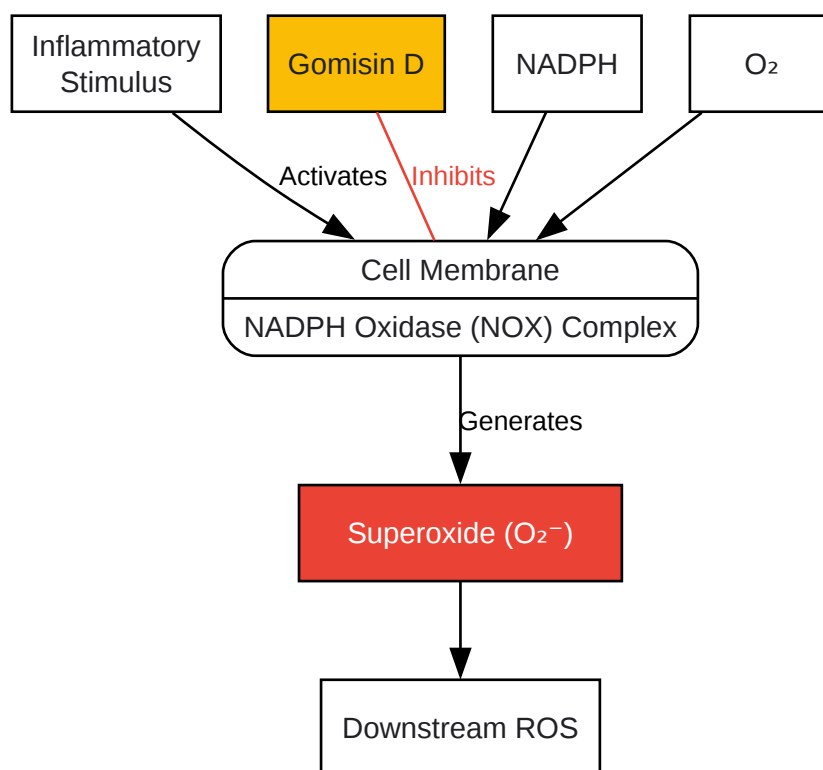 Inflammatory
Stimulus
Gomisin D
NADPH
O₂
Activates
Inhibits
Cell Membrane
NADPH Oxidase (NOX) Complex
Generates
Superoxide (O₂⁻)
Downstream ROS